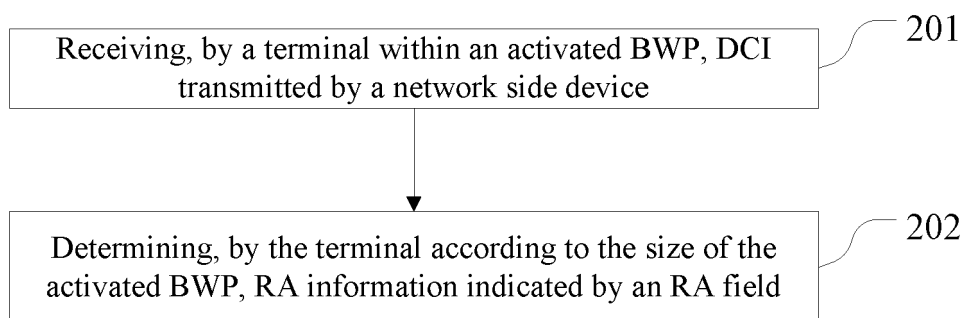 Receiving, by a terminal within an activated BWP, DCI
transmitted by a network side device
201
Determining, by the terminal according to the size of the
activated BWP, RA information indicated by an RA field
202